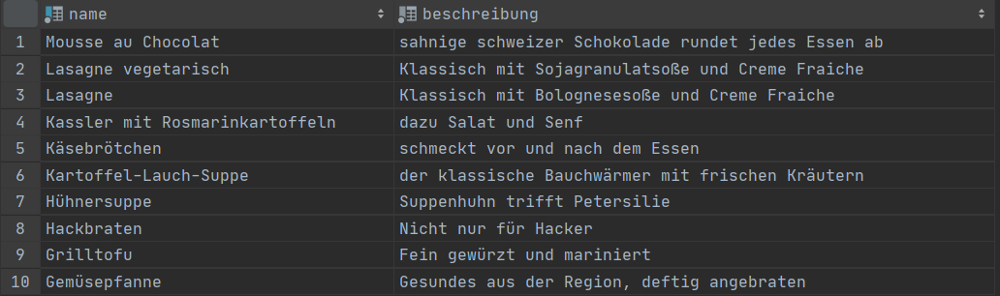 name beschreibung
1 Mousse au Chocolat sahnige schweizer Schokolade rundet jedes Essen ab
2 Lasagne vegetarisch Klassisch mit Sojagranulatsoße und Creme Fraiche
3 Lasagne Klassisch mit Bolognesesoße und Creme Fraiche
4 Kassler mit Rosmarinkartoffeln dazu Salat und Senf
5 Käsebrötchen schmeckt vor und nach dem Essen
6 Kartoffel-Lauch-Suppe der klassische Bauchwärmer mit frischen Kräutern
7 Hühnersuppe Suppenhuhn trifft Petersilie
8 Hackbraten Nicht nur für Hacker
9 Grilltofu Fein gewürzt und mariniert
10 Gemüsepfanne Gesundes aus der Region, deftig angebraten